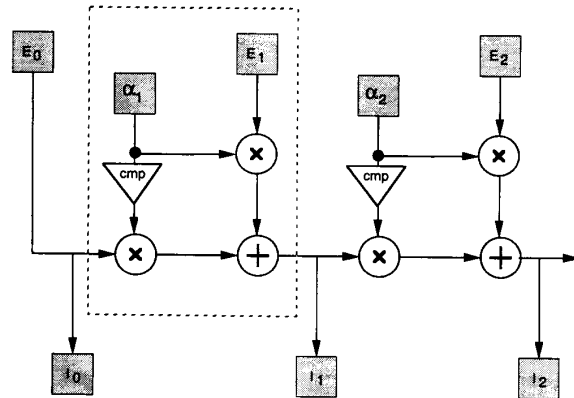 E0
E1
E2
α1
α2
×
×
cmp
cmp
×
+
×
+
I0
I1
I2